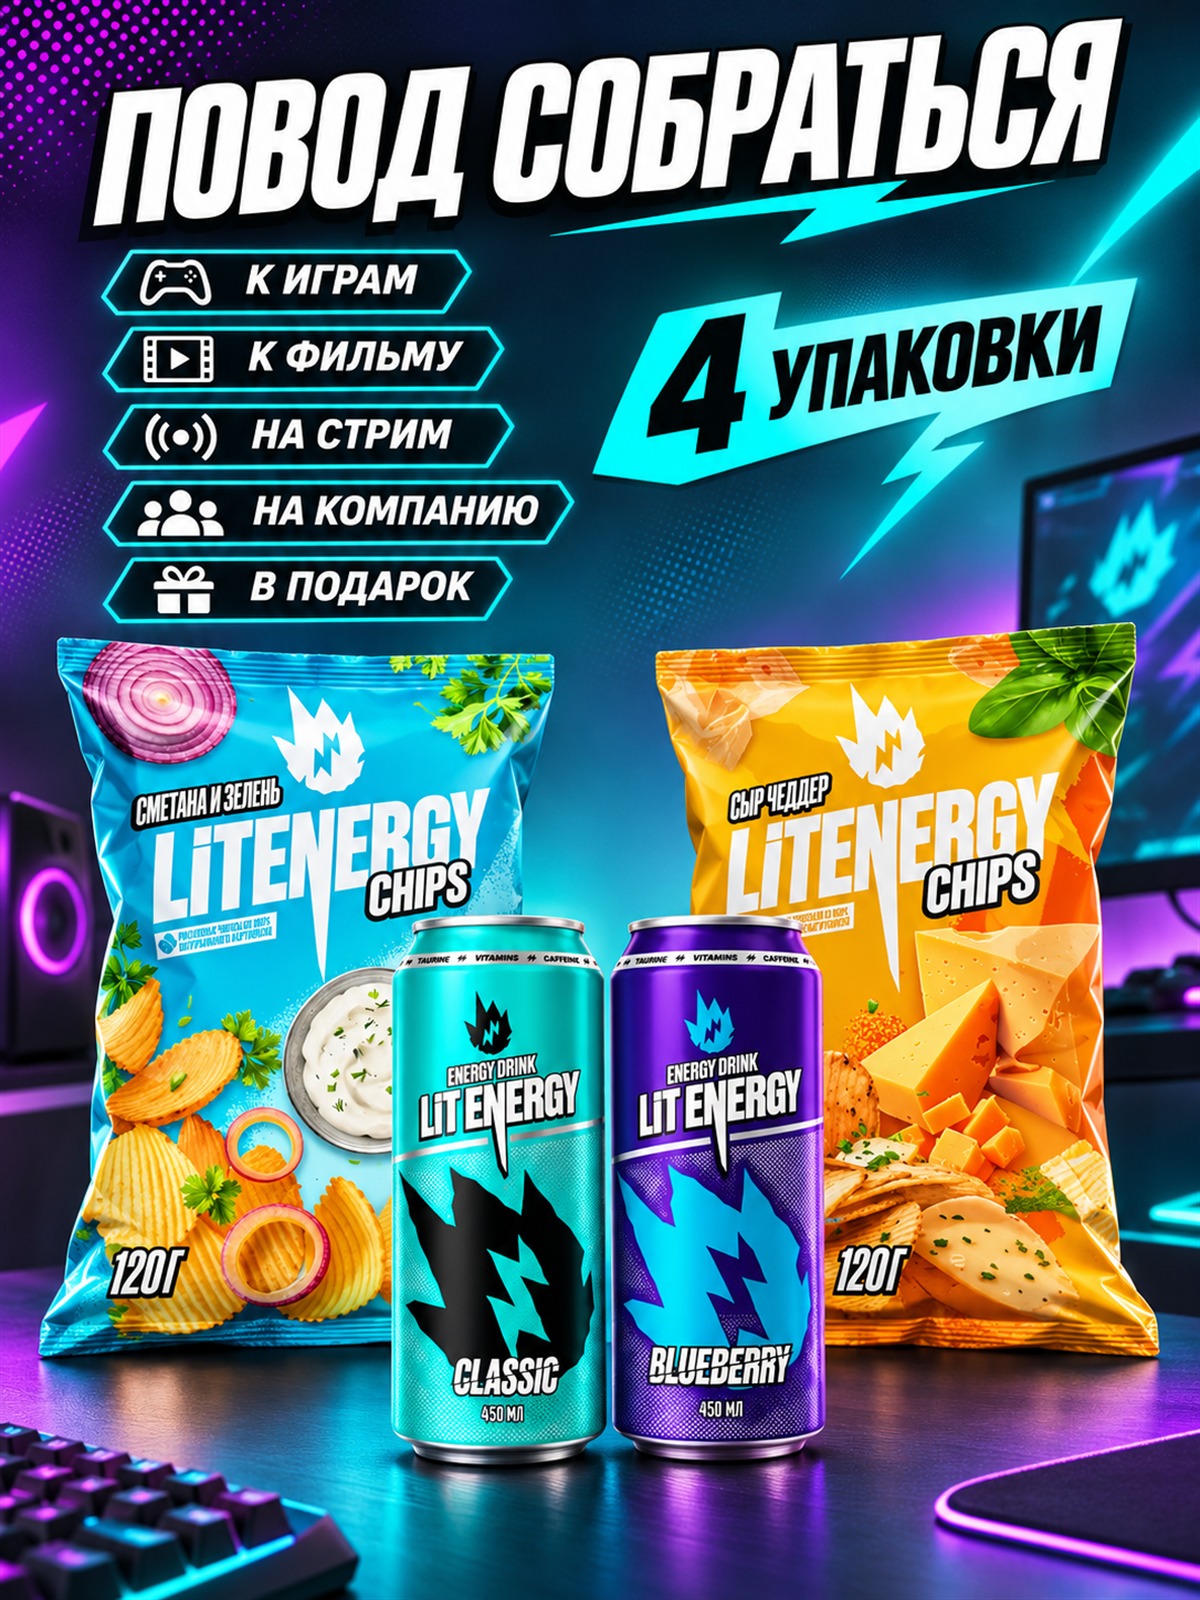 ПОВОД СОБРАТЬСЯ
К ИГРАМ
К ФИЛЬМУ
НА СТРИМ
НА КОМПАНИЮ
В ПОДАРОК
4 УПАКОВКИ
СМЕТАНА И ЗЕЛЕНЬ
LiTENERGY
CHIPS
120Г
СЫР ЧЕДДЕР
LiTENERGY
CHIPS
120Г
TAURINE VITAMINS CAFFEINE
ENERGY DRINK
LiT ENERGY
CLASSIC
450 МЛ
TAURINE VITAMINS CAFFEINE
ENERGY DRINK
LiT ENERGY
BLUEBERRY
450 МЛ